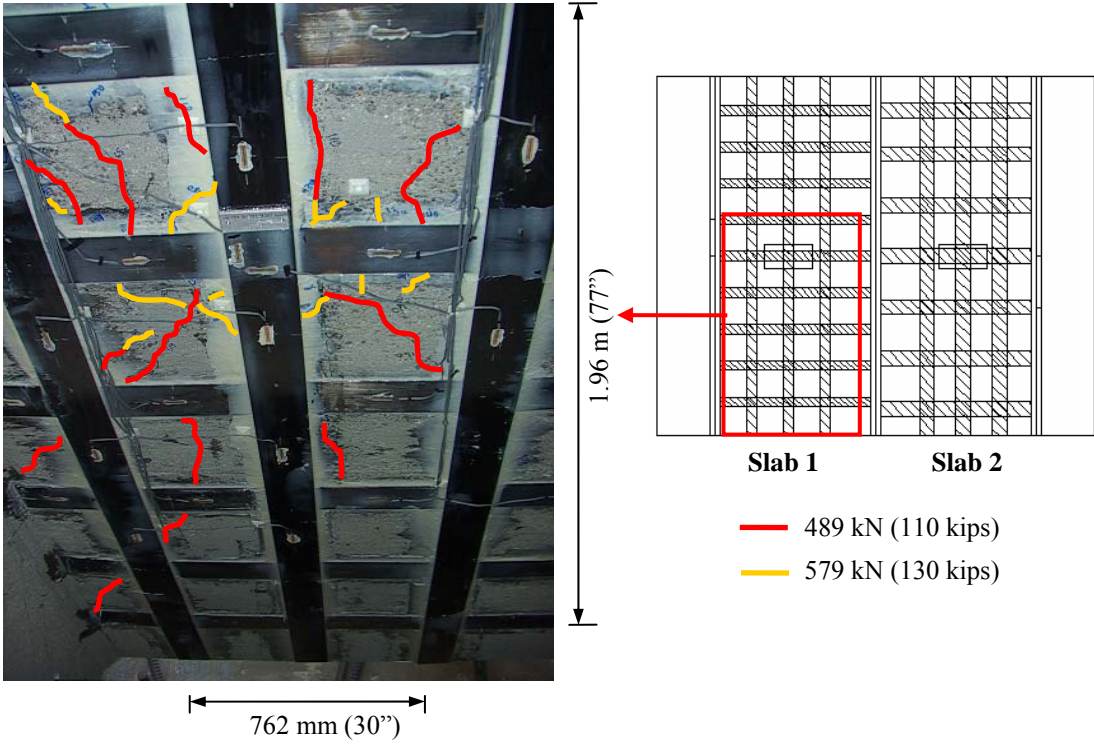 1.96 m (77”)
Slab 1
Slab 2
489 kN (110 kips)
579 kN (130 kips)
762 mm (30”)